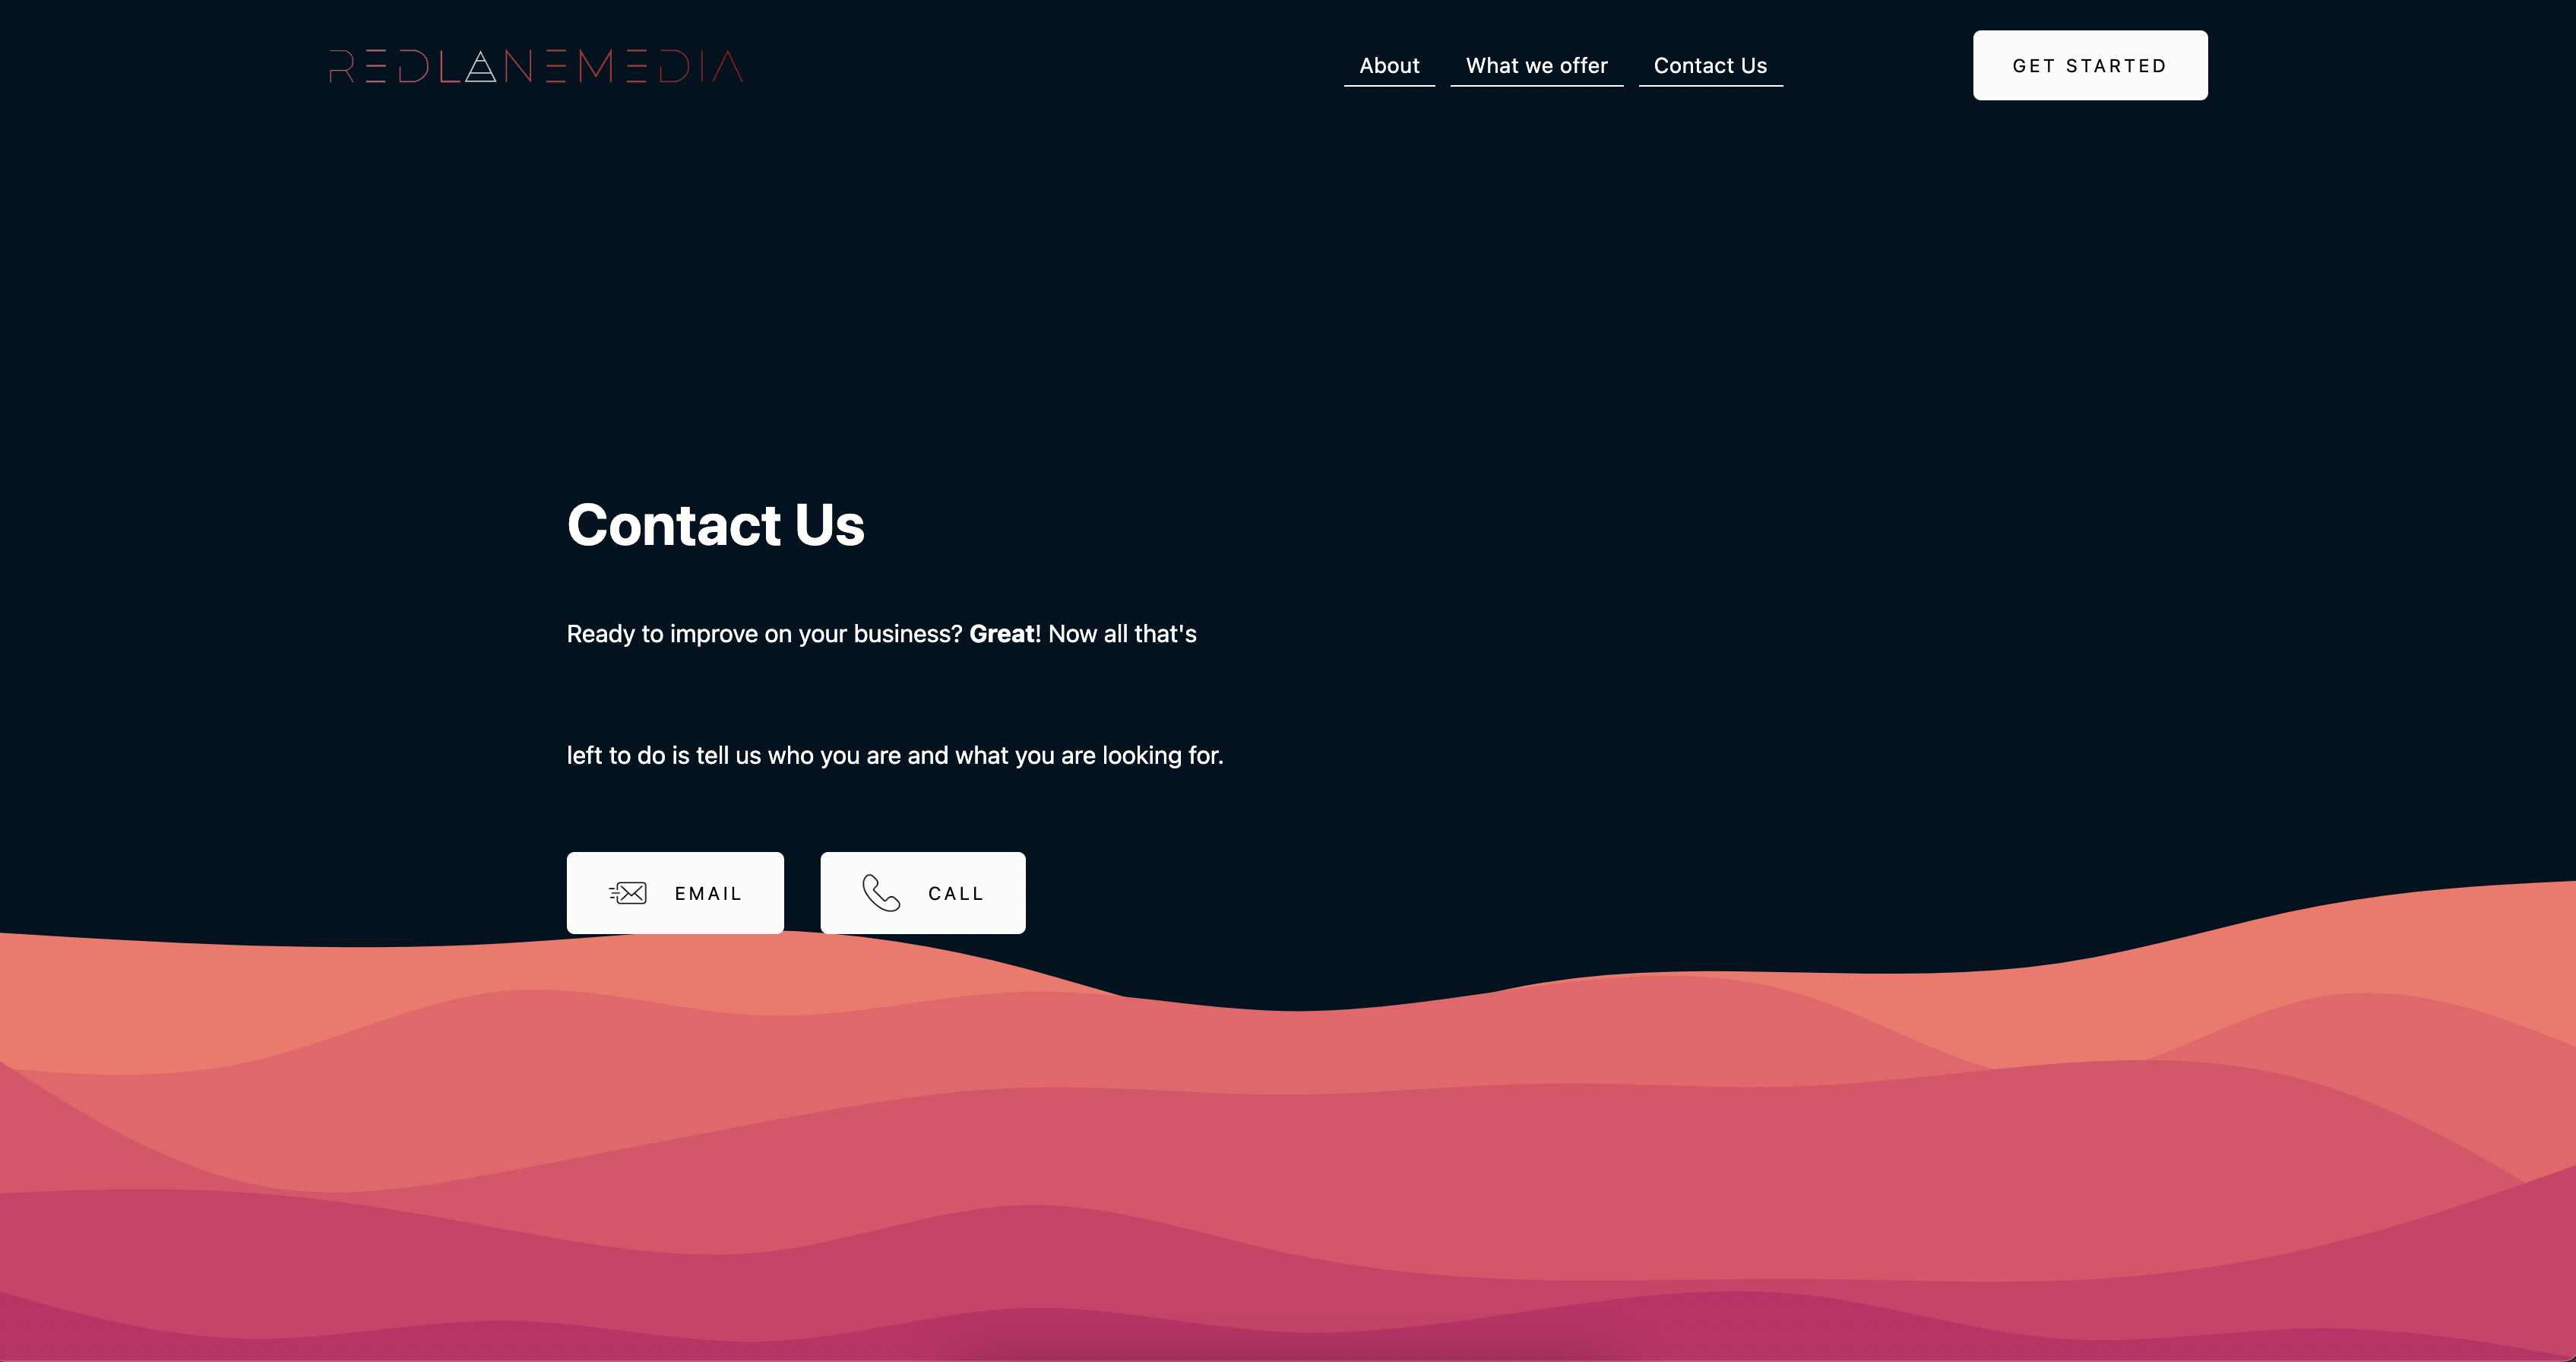 REDLANEMEDIA
About
What we offer
Contact Us
GET STARTED
Contact Us
Ready to improve on your business? Great! Now all that's
left to do is tell us who you are and what you are looking for.
EMAIL
CALL